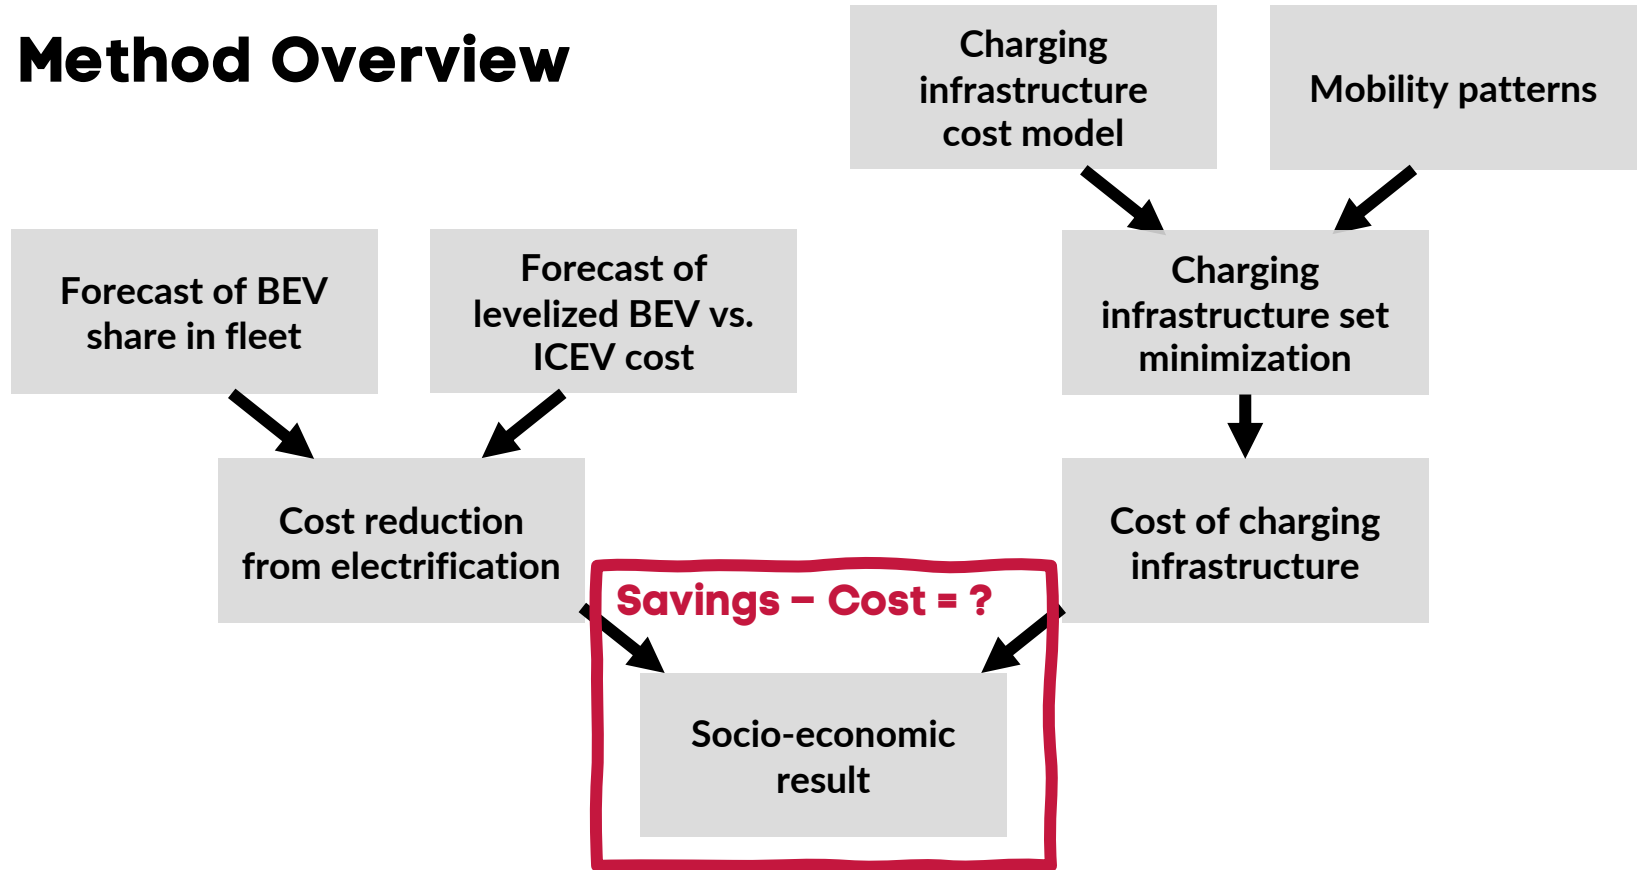 Method Overview
Charging
infrastructure
cost model
Mobility patterns
Forecast of BEV
share in fleet
Forecast of
levelized BEV vs.
ICEV cost
Charging
infrastructure set
minimization
Cost reduction
from electrification
Cost of charging
infrastructure
Savings – Cost = ?
Socio-economic
result